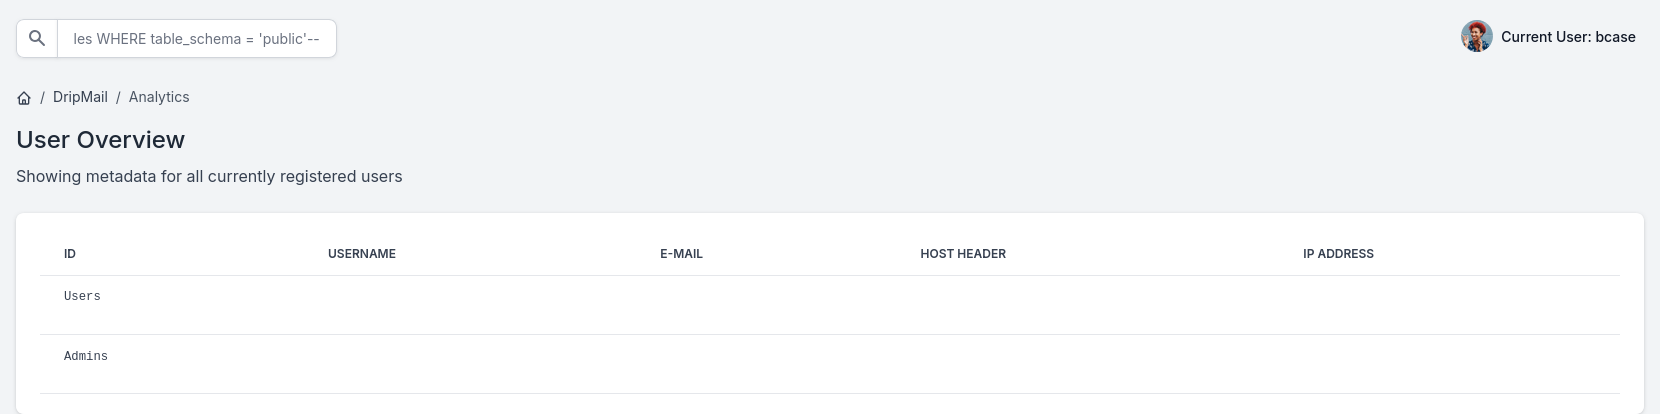 les WHERE table_schema = 'public'--
Current User: bcase
/ DripMail / Analytics
User Overview
Showing metadata for all currently registered users
ID USERNAME E-MAIL HOST HEADER IP ADDRESS
Users
Admins